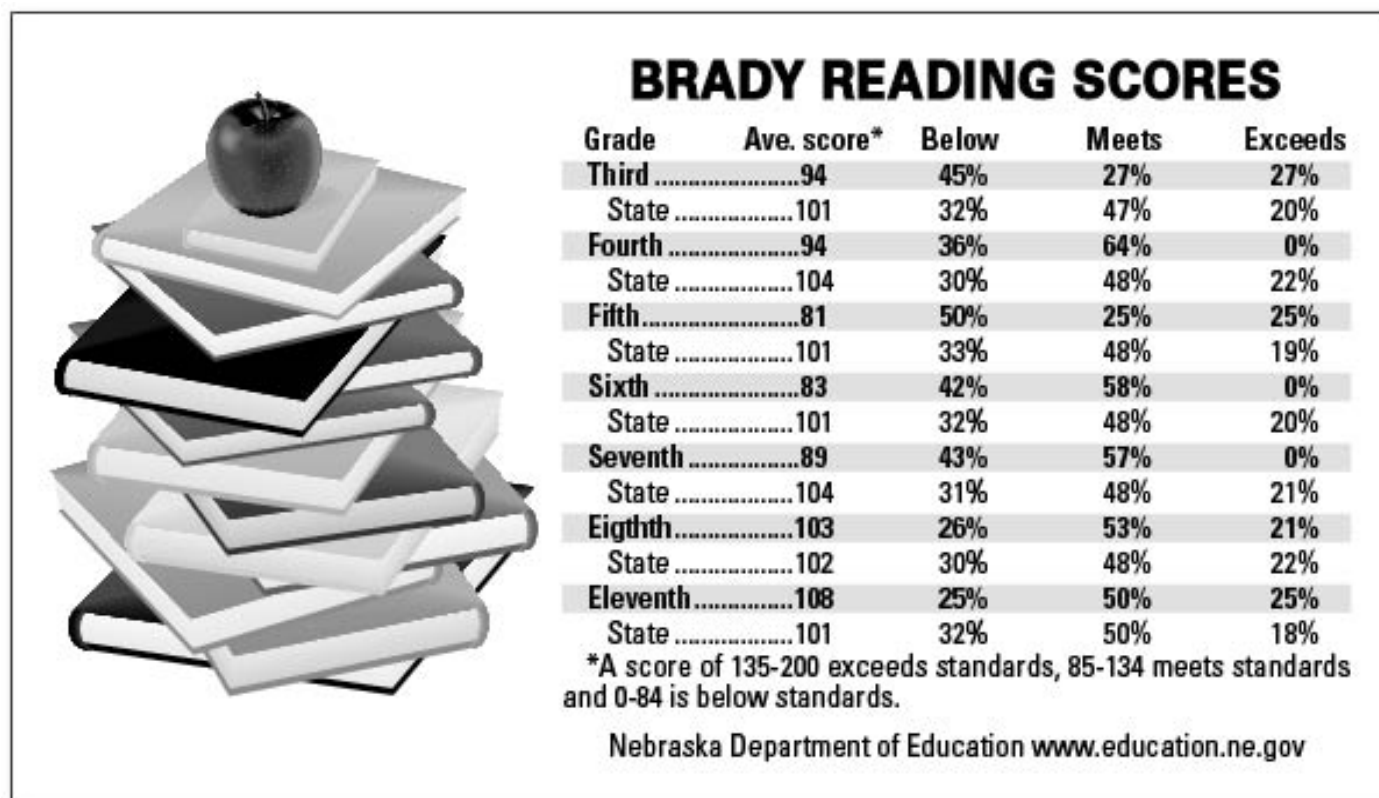 BRADY READING SCORES
Grade Ave. score* Below Meets Exceeds
Third ......................94 45% 27% 27%
State ..................101 32% 47% 20%
Fourth .....................94 36% 64% 0%
State ..................104 30% 48% 22%
Fifth........................81 50% 25% 25%
State ..................101 33% 48% 19%
Sixth .......................83 42% 58% 0%
State ..................101 32% 48% 20%
Seventh .................89 43% 57% 0%
State ..................104 31% 48% 21%
Eigthth..................103 26% 53% 21%
State ..................102 30% 48% 22%
Eleventh ...............108 25% 50% 25%
State ..................101 32% 50% 18%
*A score of 135-200 exceeds standards, 85-134 meets standards
and 0-84 is below standards.
Nebraska Department of Education www.education.ne.gov